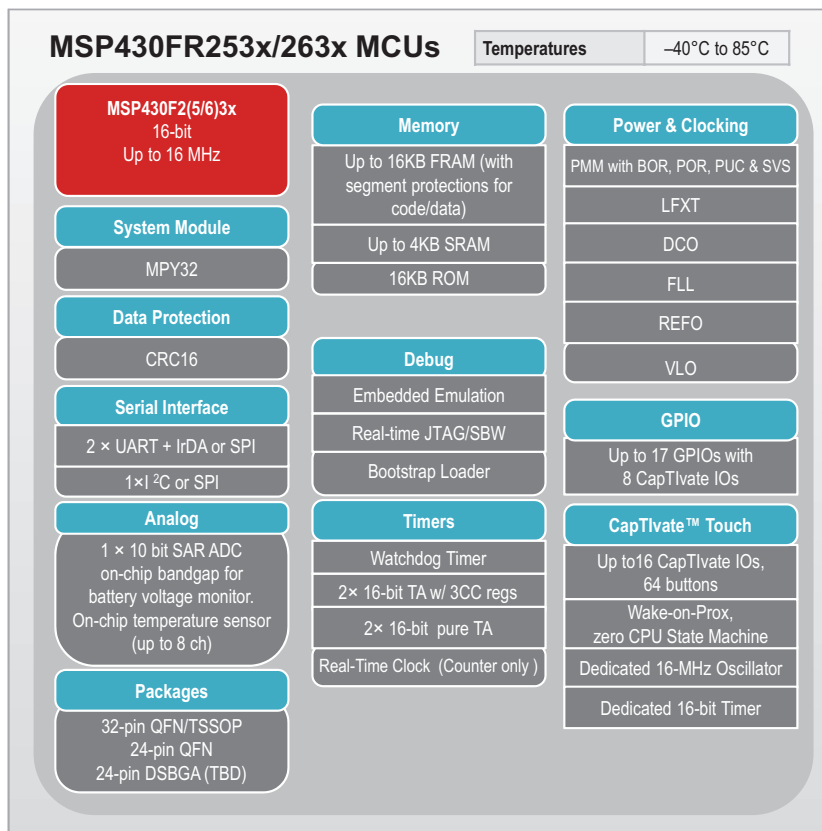 MSP430FR253x/263x MCUs
Temperatures
–40°C to 85°C
MSP430F2(5/6)3x
16-bit
Up to 16 MHz
System Module
MPY32
Data Protection
CRC16
Serial Interface
2 × UART + IrDA or SPI
1×I ²C or SPI
Analog
1 × 10 bit SAR ADC
on-chip bandgap for
battery voltage monitor.
On-chip temperature sensor
(up to 8 ch)
Packages
32-pin QFN/TSSOP
24-pin QFN
24-pin DSBGA (TBD)
Memory
Up to 16KB FRAM (with
segment protections for
code/data)
Up to 4KB SRAM
16KB ROM
Debug
Embedded Emulation
Real-time JTAG/SBW
Bootstrap Loader
Timers
Watchdog Timer
2× 16-bit TA w/ 3CC regs
2× 16-bit pure TA
Real-Time Clock (Counter only )
Power & Clocking
PMM with BOR, POR, PUC & SVS
LFXT
DCO
FLL
REFO
VLO
GPIO
Up to 17 GPIOs with
8 CapTIvate IOs
CapTIvate™ Touch
Up to16 CapTIvate IOs,
64 buttons
Wake-on-Prox,
zero CPU State Machine
Dedicated 16-MHz Oscillator
Dedicated 16-bit Timer